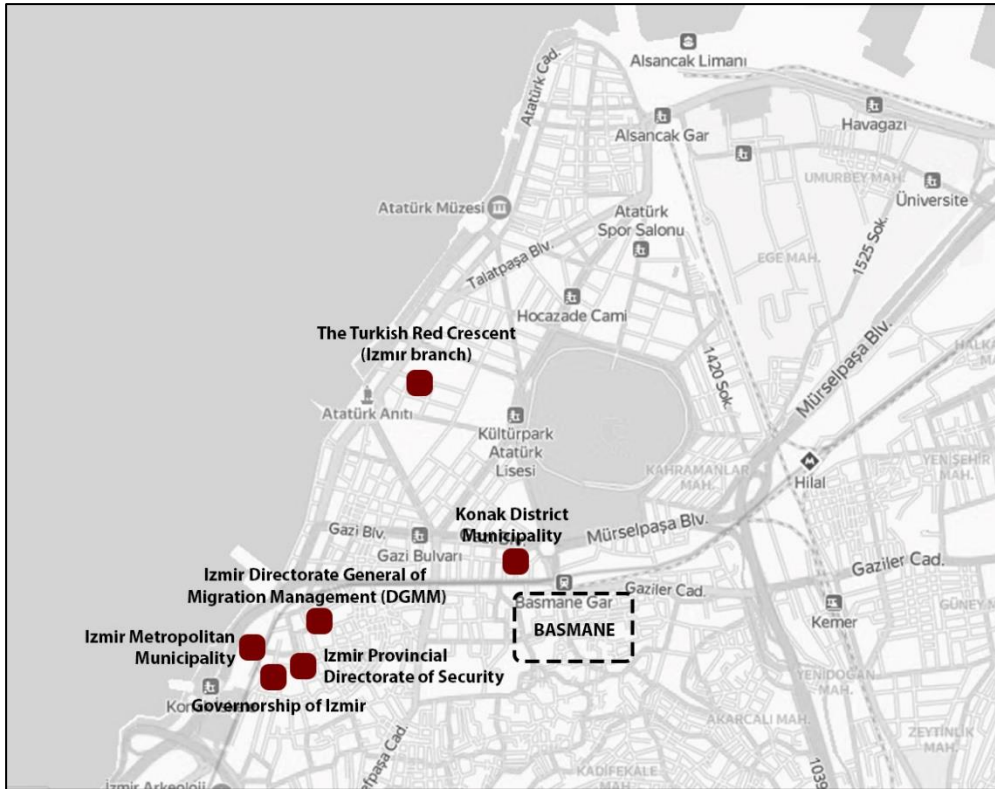 Atatürk Cad.
Alsancak Limanı
Alsancak Gar
Havagazı
UMURBEY MAH.
Üniversite
Atatürk Müzesi
Atatürk
Spor Salonu
Talatpaşa Blv.
EGE MAH.
1525 Sok.
Hocazade Cami
The Turkish Red Crescent
(Izmır branch)
1420 Sok.
Mürselpaşa Blv.
Atatürk Anıtı
Kültürpark
Atatürk
Lisesi
KAHRAMANLAR
MAH.
Hilal
YENİŞEHİR
MAH.
Konak District
Municipality
Mürselpaşa Blv.
Gazi Blv.
Gazi Bulvarı
Gaziler Cad.
Izmir Directorate General of
Migration Management (DGMM)
Basmane Gar
Gaziler Cad.
BASMANE
Kemer
GÜNEY M
Izmir Metropolitan
Municipality
Izmir Provincial
Directorate of Security
Governorship of Izmir
YENİDOĞAN
MAH.
AKARCALI MAH.
ZEYTİNLİK
MAH.
KADİFEKALE
MAH.
1039
İzmir Arkeoloji